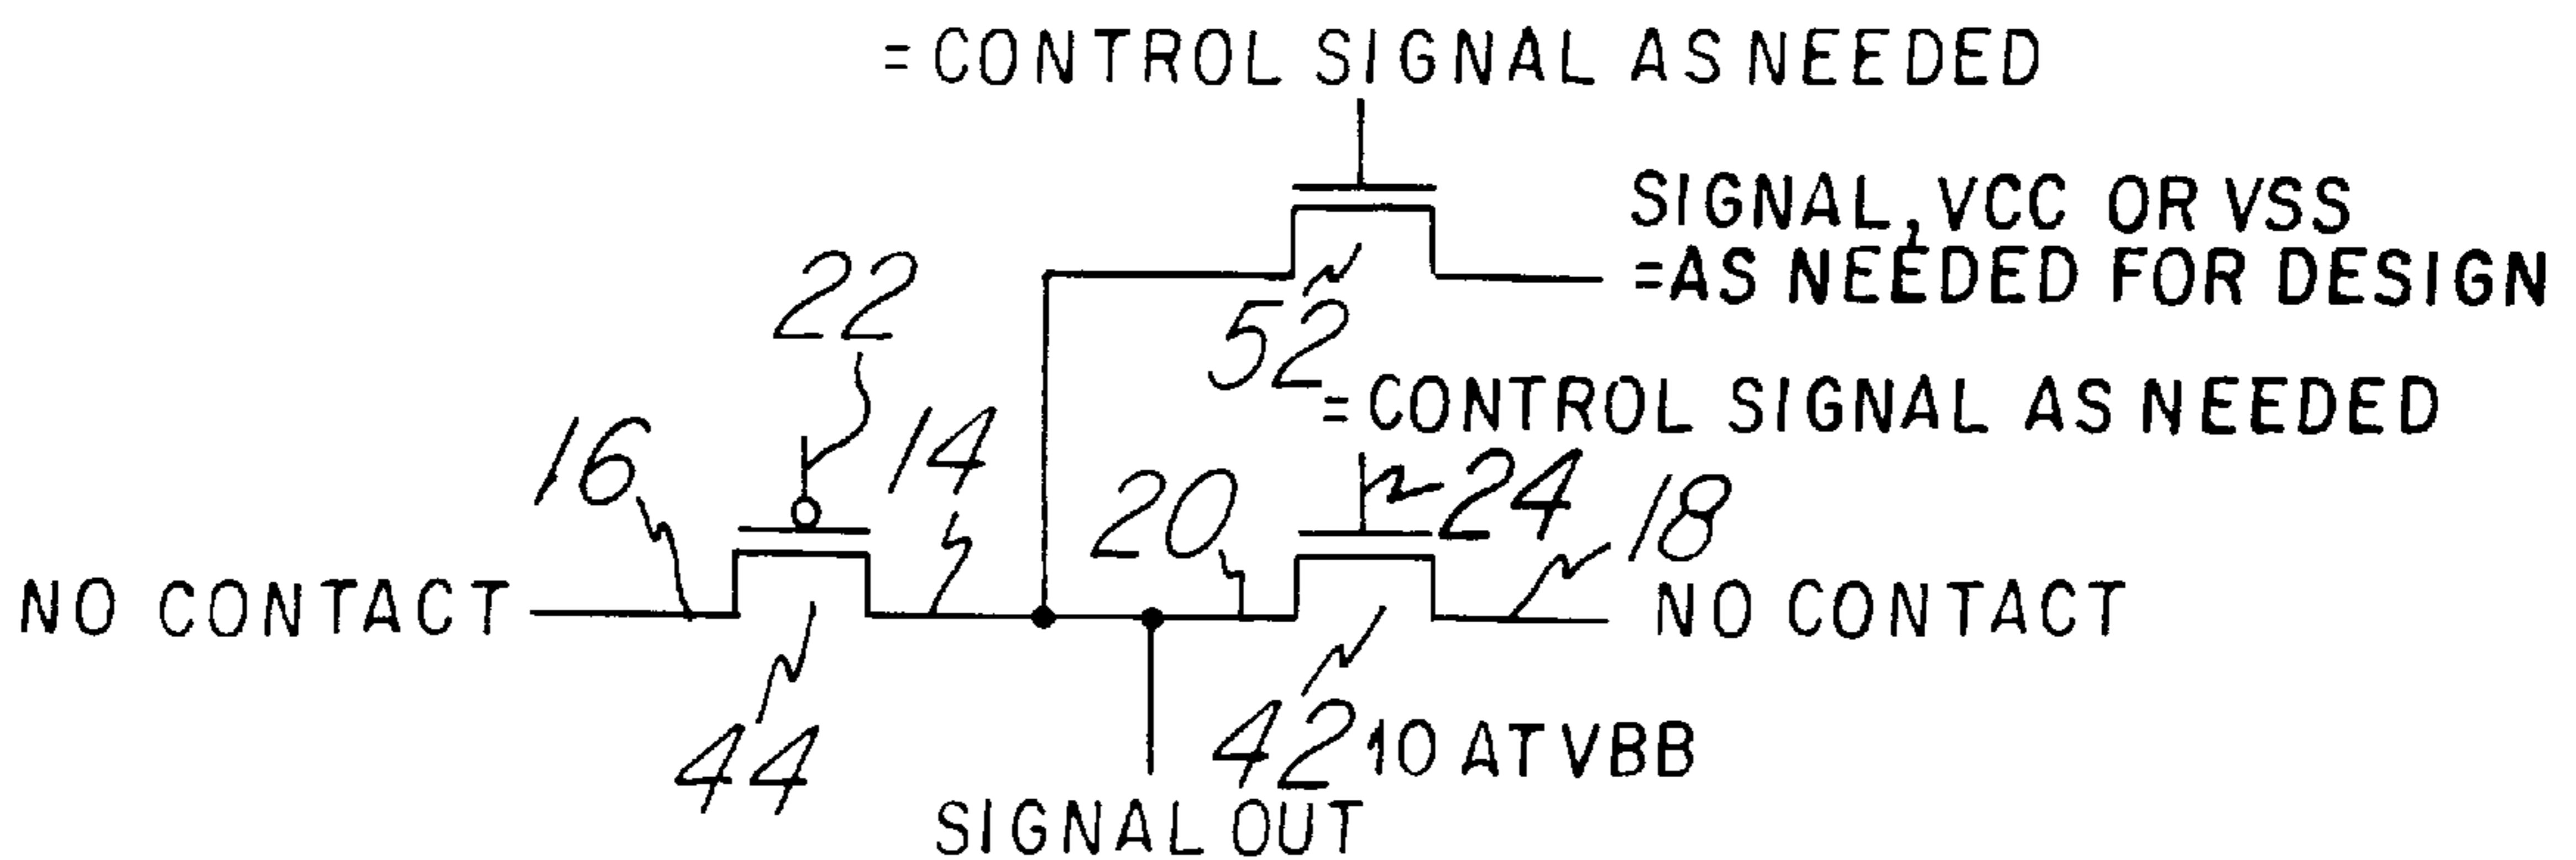 = CONTROL SIGNAL AS NEEDED
SIGNAL, VCC OR VSS
=AS NEEDED FOR DESIGN
52
22
= CONTROL SIGNAL AS NEEDED
16
14
20
24
18
NO CONTACT
NO CONTACT
44
42
10 AT VBB
SIGNAL OUT